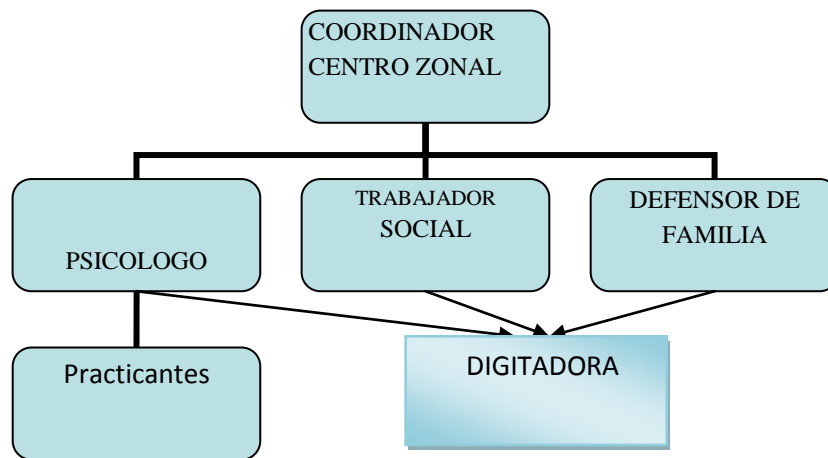 COORDINADOR
CENTRO ZONAL
PSICOLOGO
TRABAJADOR
SOCIAL
DEFENSOR DE
FAMILIA
Practicantes
DIGITADORA